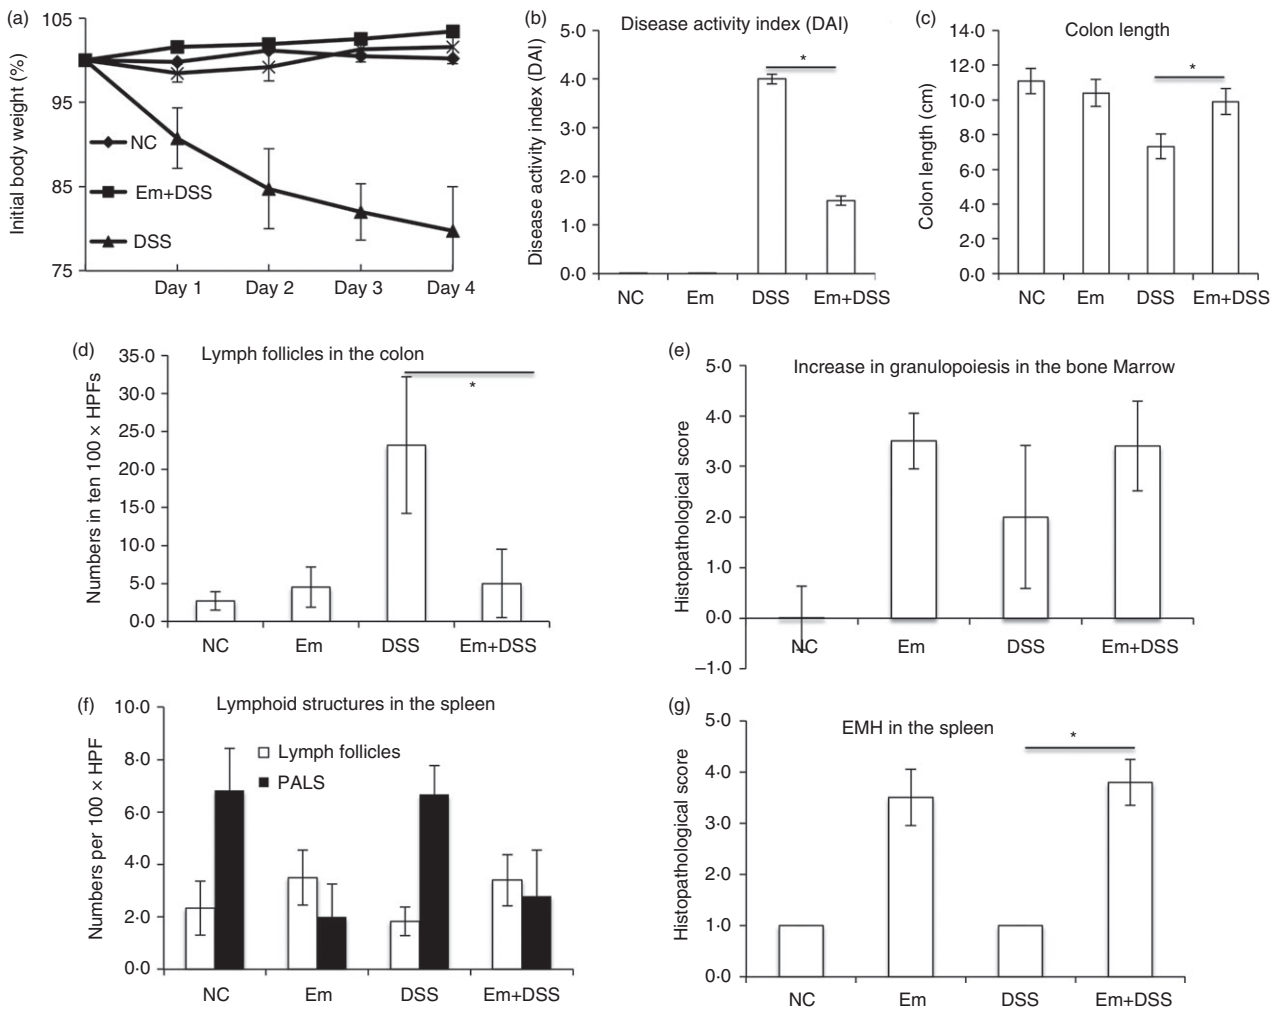 (a)
105
95
85
75
Initial body weight (%)
NC
Em+DSS
DSS
Day 1 Day 2 Day 3 Day 4
(b)
Disease activity index (DAI)
Disease activity index (DAI)
5·0
4·0
3·0
2·0
1·0
0·0
*
NC Em DSS Em+DSS
(c)
Colon length
Colon length (cm)
14·0
12·0
10·0
8·0
6·0
4·0
2·0
0·0
*
NC Em DSS Em+DSS
(d)
Lymph follicles in the colon
Numbers in ten 100 × HPFs
35·0
30·0
25·0
20·0
15·0
10·0
5·0
0·0
*
NC Em DSS Em+DSS
(e)
Increase in granulopoiesis in the bone Marrow
Histopathological score
5·0
4·0
3·0
2·0
1·0
0·0
–1·0
NC Em DSS Em+DSS
(f)
Lymphoid structures in the spleen
Numbers per 100 × HPF
10·0
8·0
6·0
4·0
2·0
0·0
Lymph follicles
PALS
NC Em DSS Em+DSS
(g)
EMH in the spleen
Histopathological score
5·0
4·0
3·0
2·0
1·0
0·0
*
NC Em DSS Em+DSS